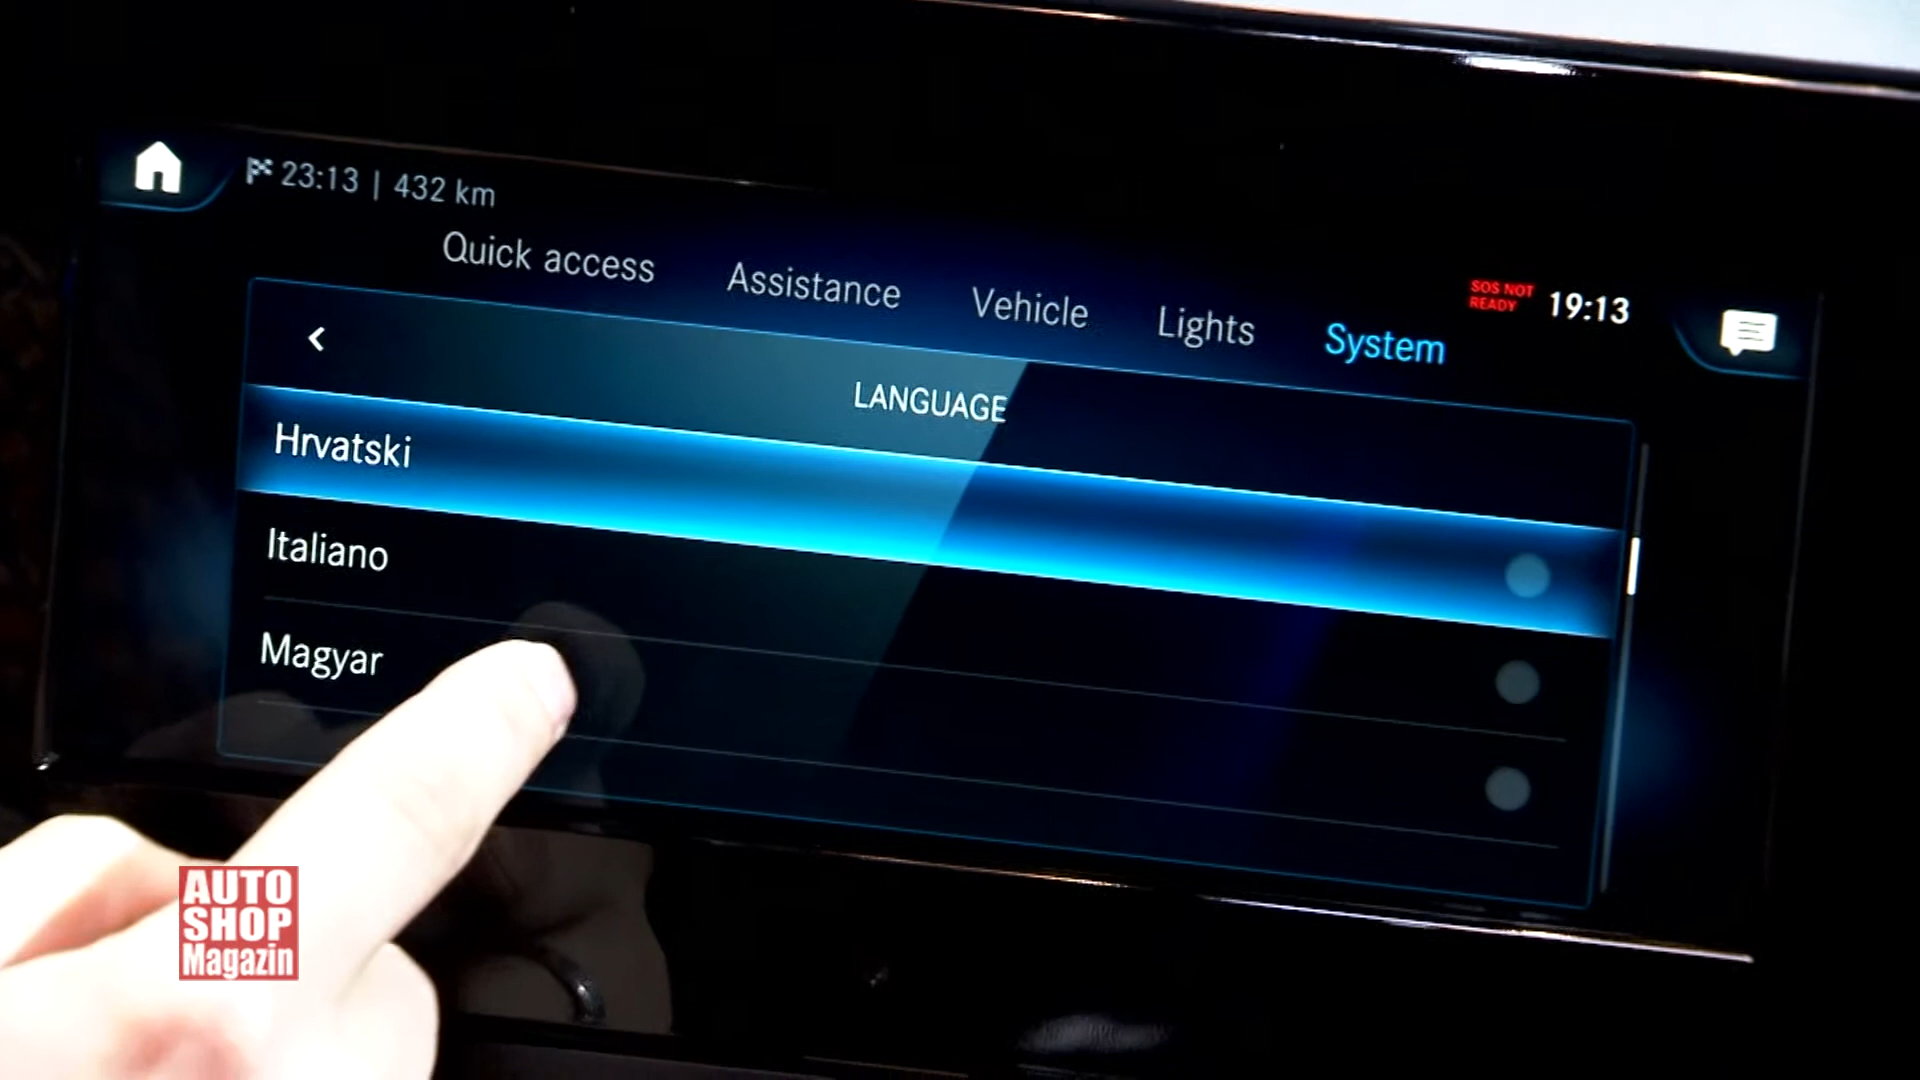 23:13 | 432 km
Quick access
Assistance
Vehicle
Lights
System
SOS NOT
READY
19:13
LANGUAGE
Hrvatski
Italiano
Magyar
AUTO
SHOP
Magazin